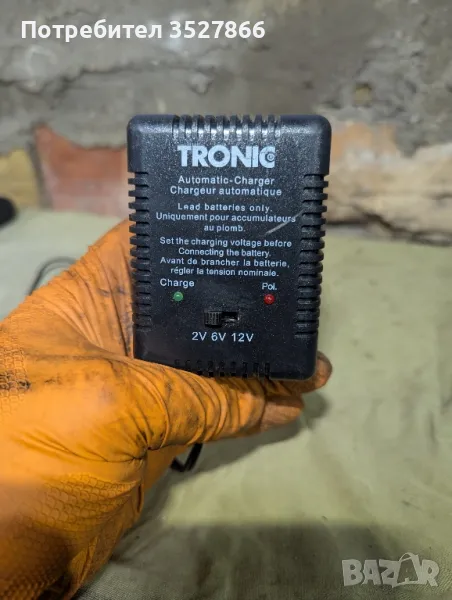 Потребител 3527866
TRONIC
Automatic-Charger
Chargeur automatique
Lead batteries only.
Uniquement pour accumulateurs
au plomb.
Set the charging voltage before
Connecting the battery.
Avant de brancher la batterie,
régler la tension nominale.
Charge Pol.
2V 6V 12V
BAZAR